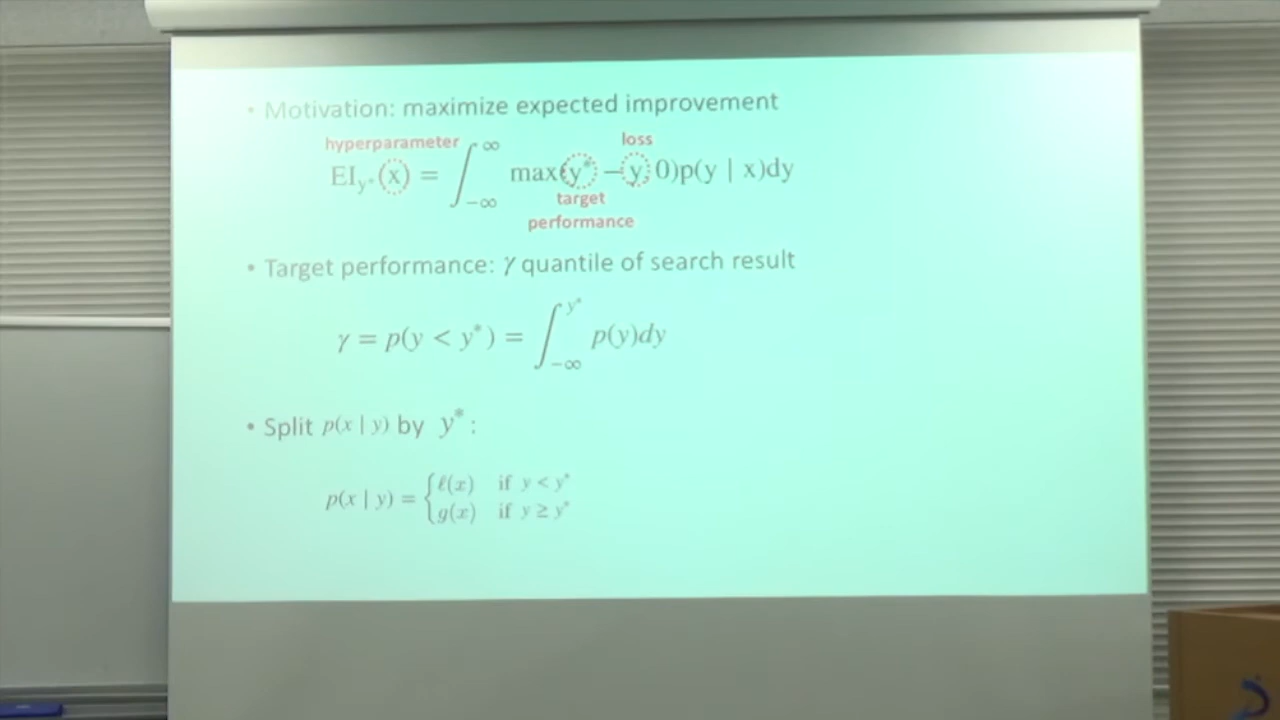 • Motivation: maximize expected improvement
hyperparameter
loss
EI_{y*}(x) = ∫_{-∞}^{∞} max(y* − y, 0)p(y | x)dy
target
performance
• Target performance: γ quantile of search result
γ = p(y < y*) = ∫_{-∞}^{y*} p(y)dy
• Split p(x | y) by y* :
p(x | y) = { ℓ(x) if y < y*
g(x) if y ≥ y*